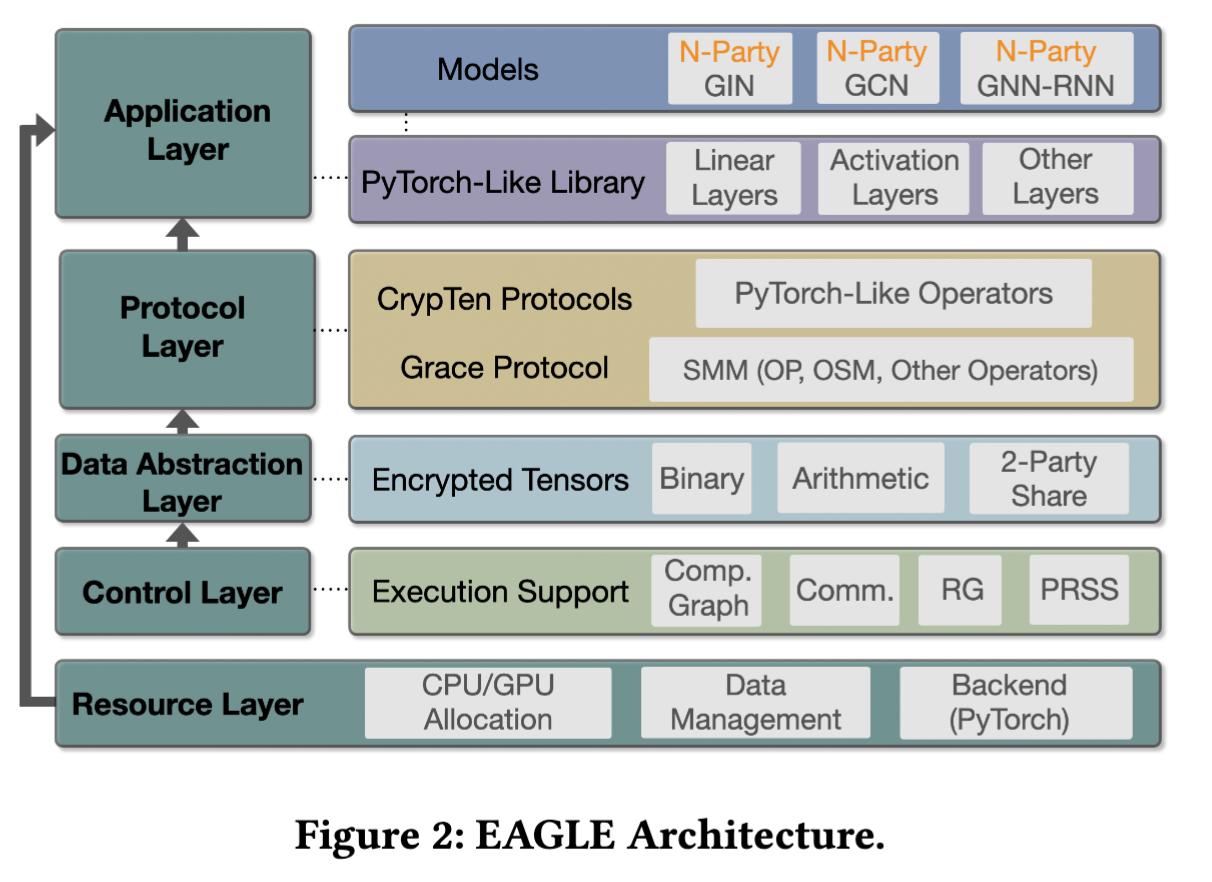 Application
Layer
Models
N-Party
GIN
N-Party
GCN
N-Party
GNN-RNN
PyTorch-Like Library
Linear
Layers
Activation
Layers
Other
Layers
Protocol
Layer
CrypTen Protocols
PyTorch-Like Operators
Grace Protocol
SMM (OP, OSM, Other Operators)
Data Abstraction
Layer
Encrypted Tensors
Binary
Arithmetic
2-Party
Share
Control Layer
Execution Support
Comp.
Graph
Comm.
RG
PRSS
Resource Layer
CPU/GPU
Allocation
Data
Management
Backend
(PyTorch)
Figure 2: EAGLE Architecture.